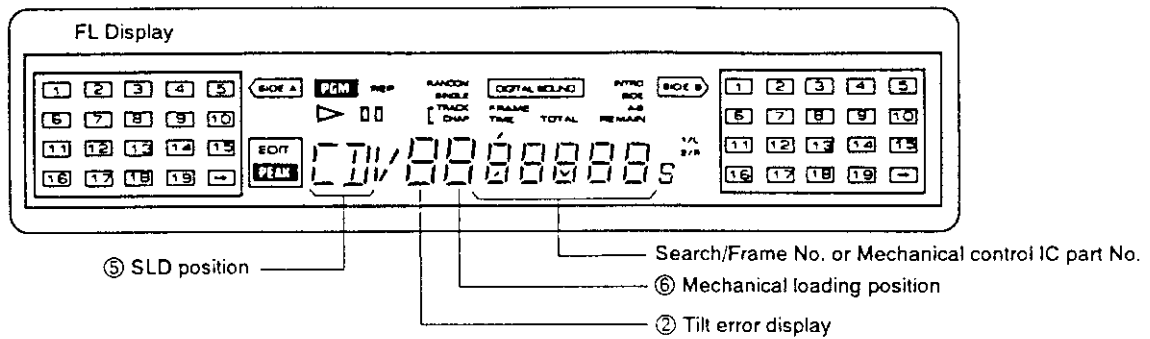 FL Display
1 2 3 4 5 SIDE A PGM REP RANDOM DIGITAL SOUND INTRO SIDE B 1 2 3 4 5
SINGLE SIDE
6 7 8 9 10 TRACK FRAME A-B 6 7 8 9 10
CHAP TIME TOTAL REMAIN
11 12 13 14 15 EDIT 1/L 11 12 13 14 15
2/R
16 17 18 19 → PEAK CDV 88 88888 S 16 17 18 19 →
⑤ SLD position
Search/Frame No. or Mechanical control IC part No.
⑥ Mechanical loading position
② Tilt error display